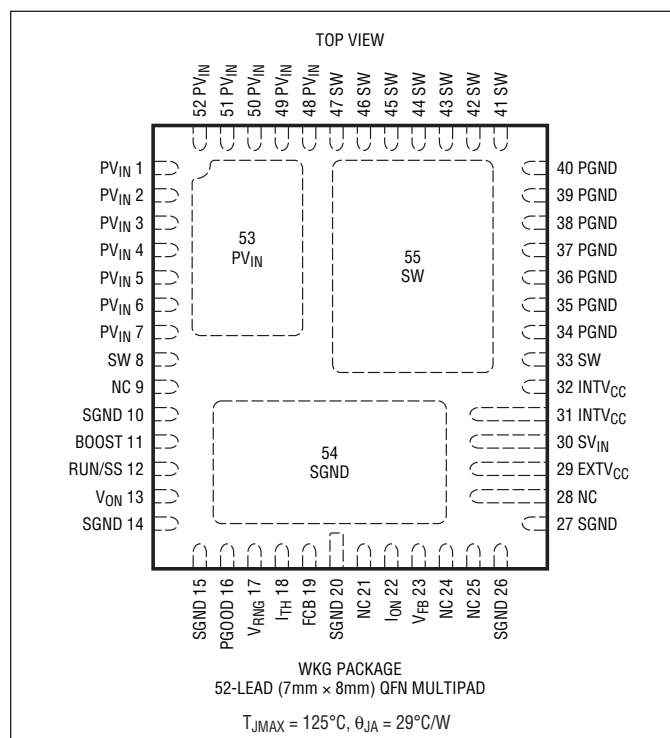 TOP VIEW
52 PVIN
51 PVIN
50 PVIN
49 PVIN
48 PVIN
47 SW
46 SW
45 SW
44 SW
43 SW
42 SW
41 SW
PVIN 1
PVIN 2
PVIN 3
PVIN 4
PVIN 5
PVIN 6
PVIN 7
SW 8
NC 9
SGND 10
BOOST 11
RUN/SS 12
VON 13
SGND 14
53
PVIN
55
SW
54
SGND
40 PGND
39 PGND
38 PGND
37 PGND
36 PGND
35 PGND
34 PGND
33 SW
32 INTVCC
31 INTVCC
30 SVIN
29 EXTVCC
28 NC
27 SGND
SGND 15
PGOOD 16
VRNG 17
ITH 18
FCB 19
SGND 20
NC 21
ION 22
VFB 23
NC 24
NC 25
SGND 26
WKG PACKAGE
52-LEAD (7mm × 8mm) QFN MULTIPAD
TJMAX = 125°C, θJA = 29°C/W